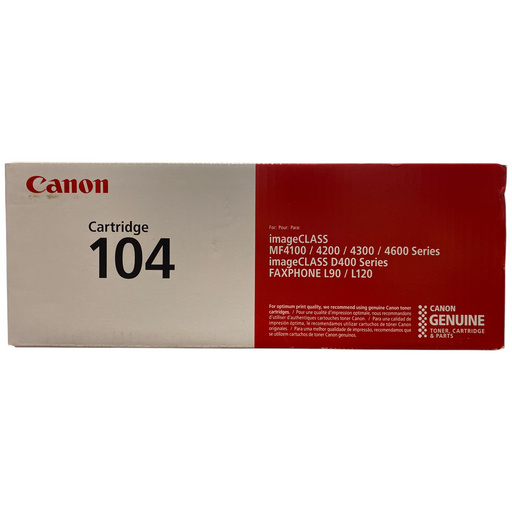 Canon
Cartridge
104
For: Pour: Para:
imageCLASS
MF4100 / 4200 / 4300 / 4600 Series
imageCLASS D400 Series
FAXPHONE L90 / L120
For optimum print quality, we recommend using genuine Canon toner
cartridges. / Pour une qualité d'impression optimale, nous recommandons
d'utiliser d'authentiques cartouches toner Canon. / Para una calidad de
impresión óptima, le recomendamos utilizar cartuchos de toner Canon
originales. / Para uma melhor qualidade de impressão, recomendamos que
se utilizem cartuchos de toner Canon genuínos.
CANON
GENUINE
TONER, CARTRIDGE
& PARTS